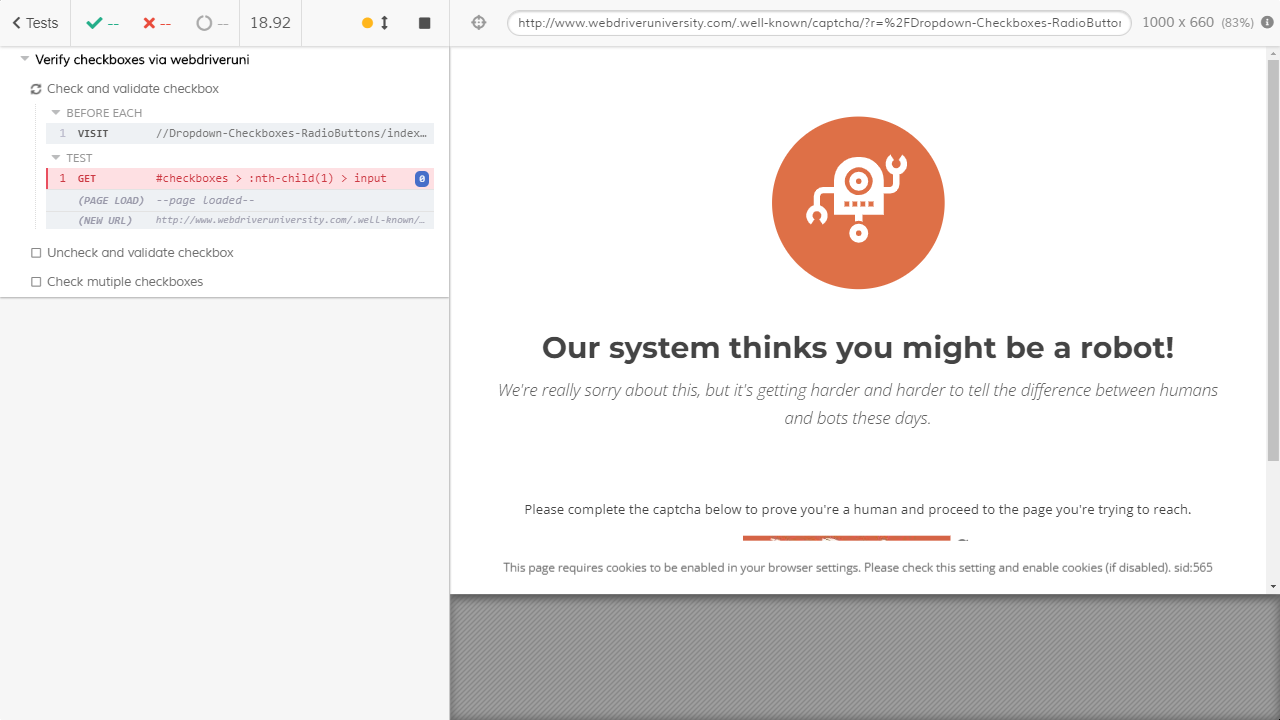 Tests -- -- -- 18.92
http://www.webdriveruniversity.com/.well-known/captcha/?r=%2FDropdown-Checkboxes-RadioButtor 1000 x 660 (83%)
Verify checkboxes via webdriveruni
Check and validate checkbox
BEFORE EACH
1 VISIT //Dropdown-Checkboxes-RadioButtons/index...
TEST
1 GET #checkboxes > :nth-child(1) > input 0
(PAGE LOAD) --page loaded--
(NEW URL) http://www.webdriveruniversity.com/.well-known/...
Uncheck and validate checkbox
Check mutiple checkboxes
Our system thinks you might be a robot!
We're really sorry about this, but it's getting harder and harder to tell the difference between humans
and bots these days.
Please complete the captcha below to prove you're a human and proceed to the page you're trying to reach.
This page requires cookies to be enabled in your browser settings. Please check this setting and enable cookies (if disabled). sid:565